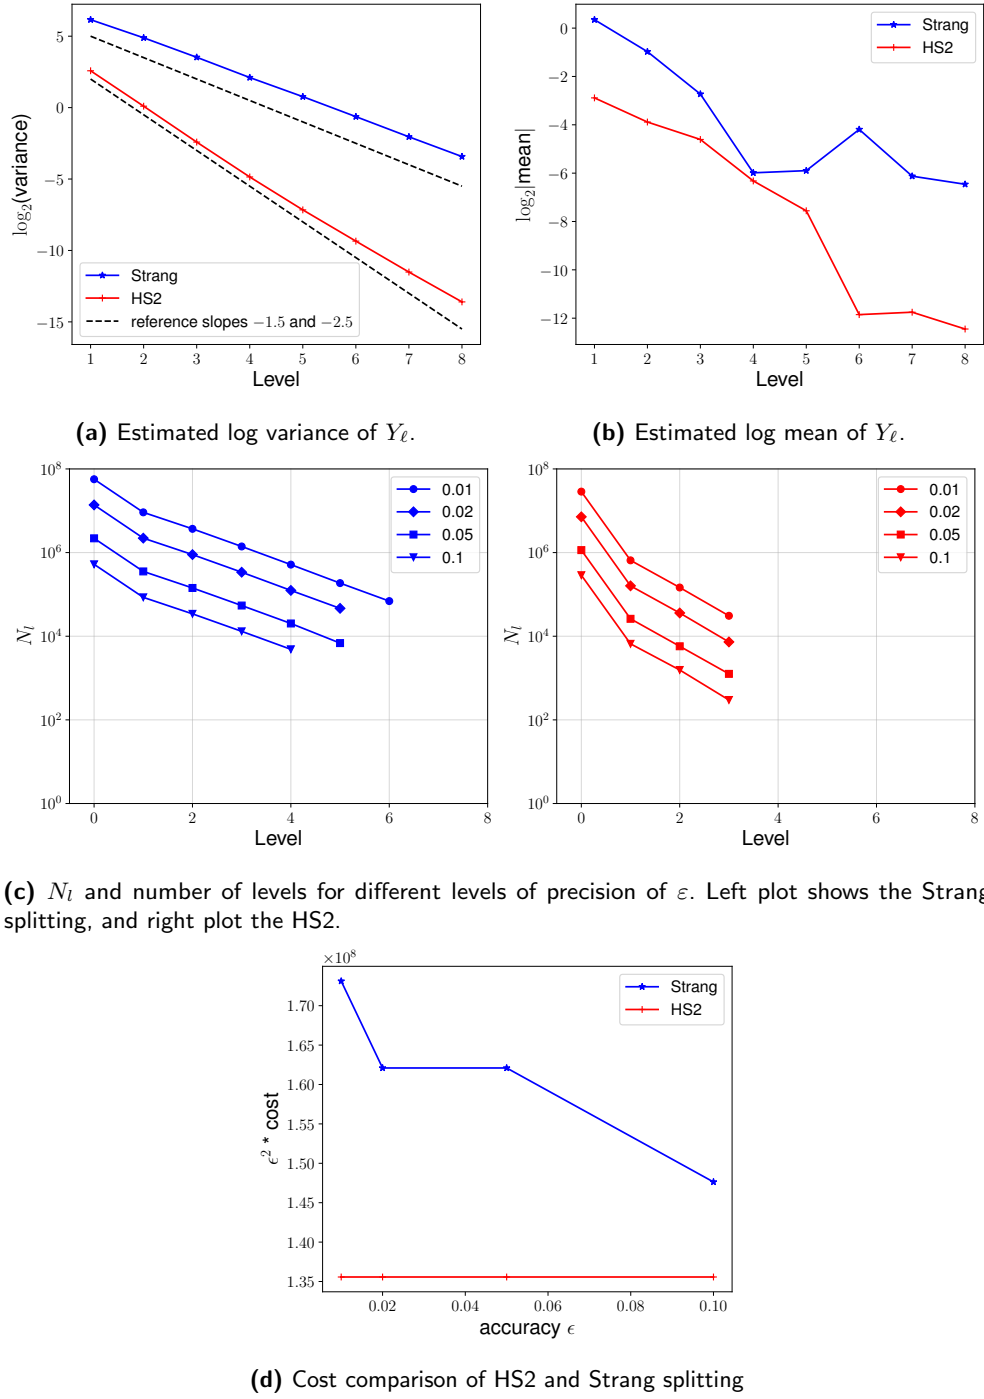 5
0
−5
−10
−15
log2(variance)
Strang
HS2
reference slopes −1.5 and −2.5
1 2 3 4 5 6 7 8
Level
(a) Estimated log variance of Yℓ.
0
−2
−4
−6
−8
−10
−12
log2|mean|
Strang
HS2
1 2 3 4 5 6 7 8
Level
(b) Estimated log mean of Yℓ.
10^8
10^6
10^4
10^2
10^0
Nl
0.01
0.02
0.05
0.1
0 2 4 6 8
Level
10^8
10^6
10^4
10^2
10^0
Nl
0.01
0.02
0.05
0.1
0 2 4 6 8
Level
(c) Nl and number of levels for different levels of precision of ε. Left plot shows the Strang
splitting, and right plot the HS2.
×10^8
1.70
1.65
1.60
1.55
1.50
1.45
1.40
1.35
ϵ^2 * cost
Strang
HS2
0.02 0.04 0.06 0.08 0.10
accuracy ϵ
(d) Cost comparison of HS2 and Strang splitting